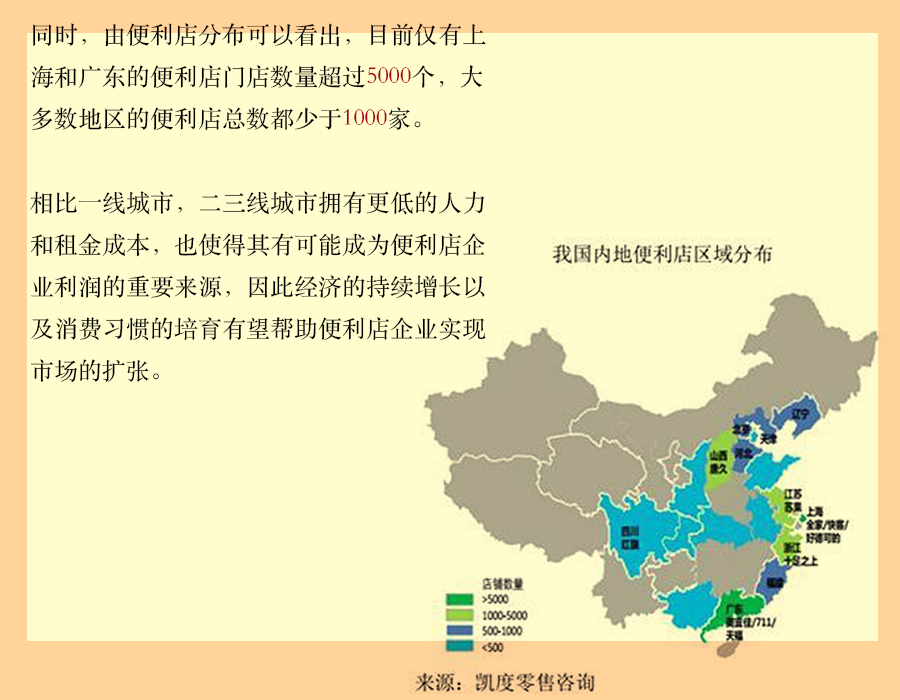 同时，由便利店分布可以看出，目前仅有上
海和广东的便利店门店数量超过5000个，大
多数地区的便利店总数都少于1000家。
相比一线城市，二三线城市拥有更低的人力
和租金成本，也使得其有可能成为便利店企
业利润的重要来源，因此经济的持续增长以
及消费习惯的培育有望帮助便利店企业实现
市场的扩张。
我国内地便利店区域分布
辽宁
北京
天津
河北
山西
唐久
江苏
苏果
上海
全家/快客/
好德可的
浙江
十足之上
四川
红旗
福建
广东
美宜佳/711/
天福
店铺数量
>5000
1000-5000
500-1000
<500
来源：凯度零售咨询